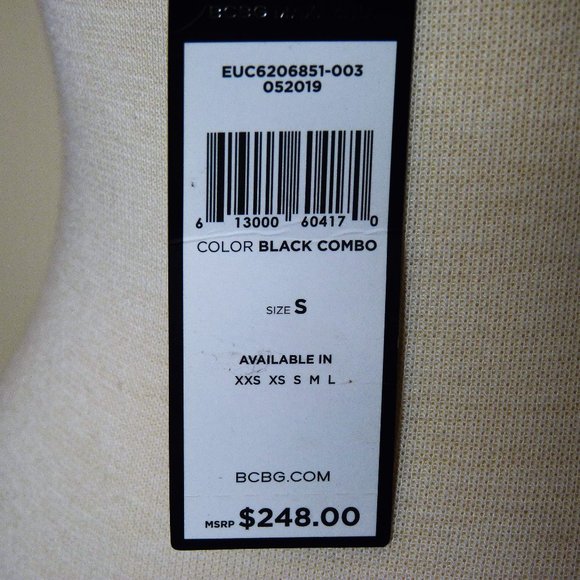 BCBG
EUC6206851-003
052019
6 13000 60417 0
COLOR BLACK COMBO
SIZE S
AVAILABLE IN
XXS XS S M L
BCBG.COM
MSRP $248.00